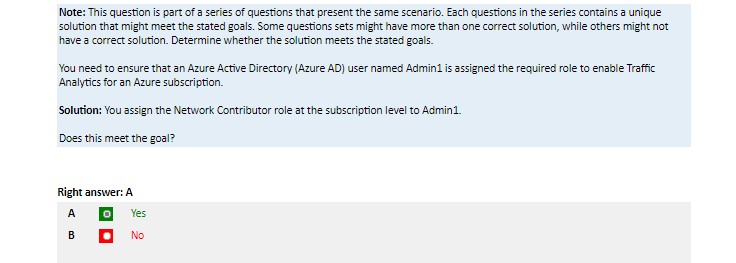 Note: This question is part of a series of questions that present the same scenario. Each questions in the series contains a unique
solution that might meet the stated goals. Some questions sets might have more than one correct solution, while others might not
have a correct solution. Determine whether the solution meets the stated goals.
You need to ensure that an Azure Active Directory (Azure AD) user named Admin1 is assigned the required role to enable Traffic
Analytics for an Azure subscription.
Solution: You assign the Network Contributor role at the subscription level to Admin1.
Does this meet the goal?
Right answer: A
A Yes
B No